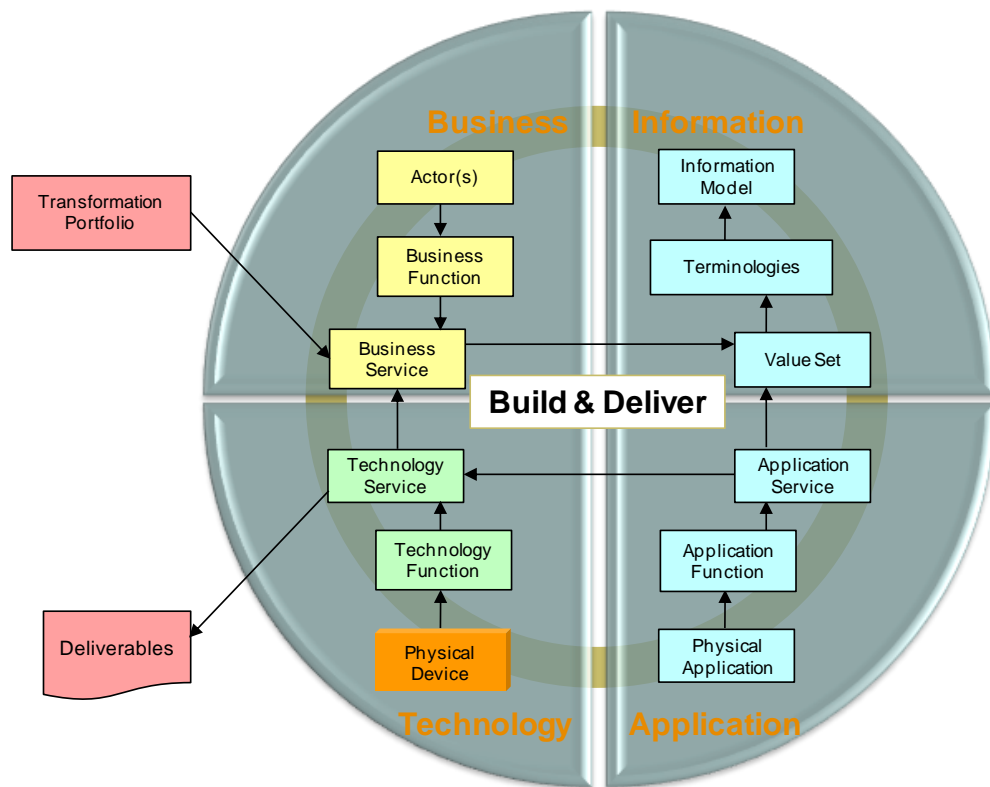 Business
Information
Actor(s)
Information
Model
Transformation
Portfolio
Business
Function
Terminologies
Business
Service
Value Set
Build & Deliver
Technology
Service
Application
Service
Technology
Function
Application
Function
Deliverables
Physical
Device
Physical
Application
Technology
Application